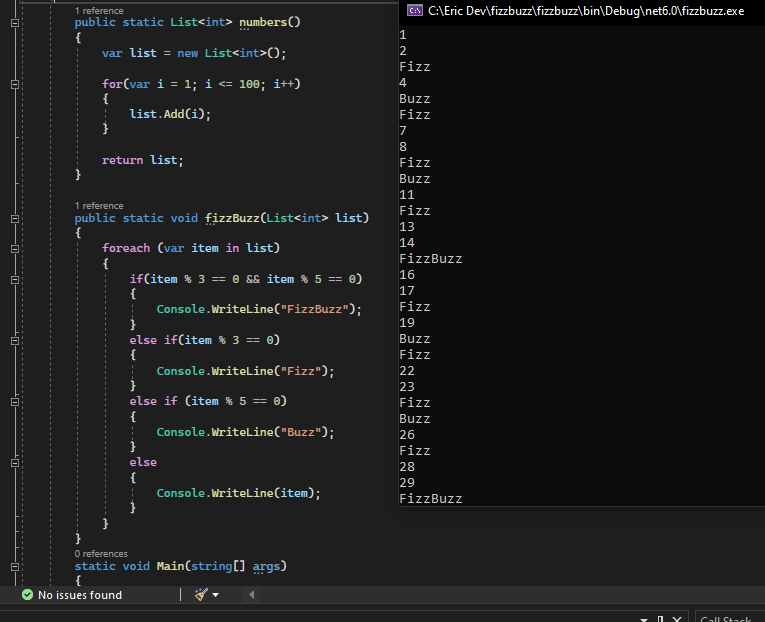 1 reference
public static List<int> numbers()
{
var list = new List<int>();
for(var i = 1; i <= 100; i++)
{
list.Add(i);
}
return list;
}
1 reference
public static void fizzBuzz(List<int> list)
{
foreach (var item in list)
{
if(item % 3 == 0 && item % 5 == 0)
{
Console.WriteLine("FizzBuzz");
}
else if(item % 3 == 0)
{
Console.WriteLine("Fizz");
}
else if (item % 5 == 0)
{
Console.WriteLine("Buzz");
}
else
{
Console.WriteLine(item);
}
}
}
0 references
static void Main(string[] args)
{
No issues found
C:\Eric Dev\fizzbuzz\fizzbuzz\bin\Debug\net6.0\fizzbuzz.exe
1
2
Fizz
4
Buzz
Fizz
7
8
Fizz
Buzz
11
Fizz
13
14
FizzBuzz
16
17
Fizz
19
Buzz
Fizz
22
23
Fizz
Buzz
26
Fizz
28
29
FizzBuzz
Call Stack